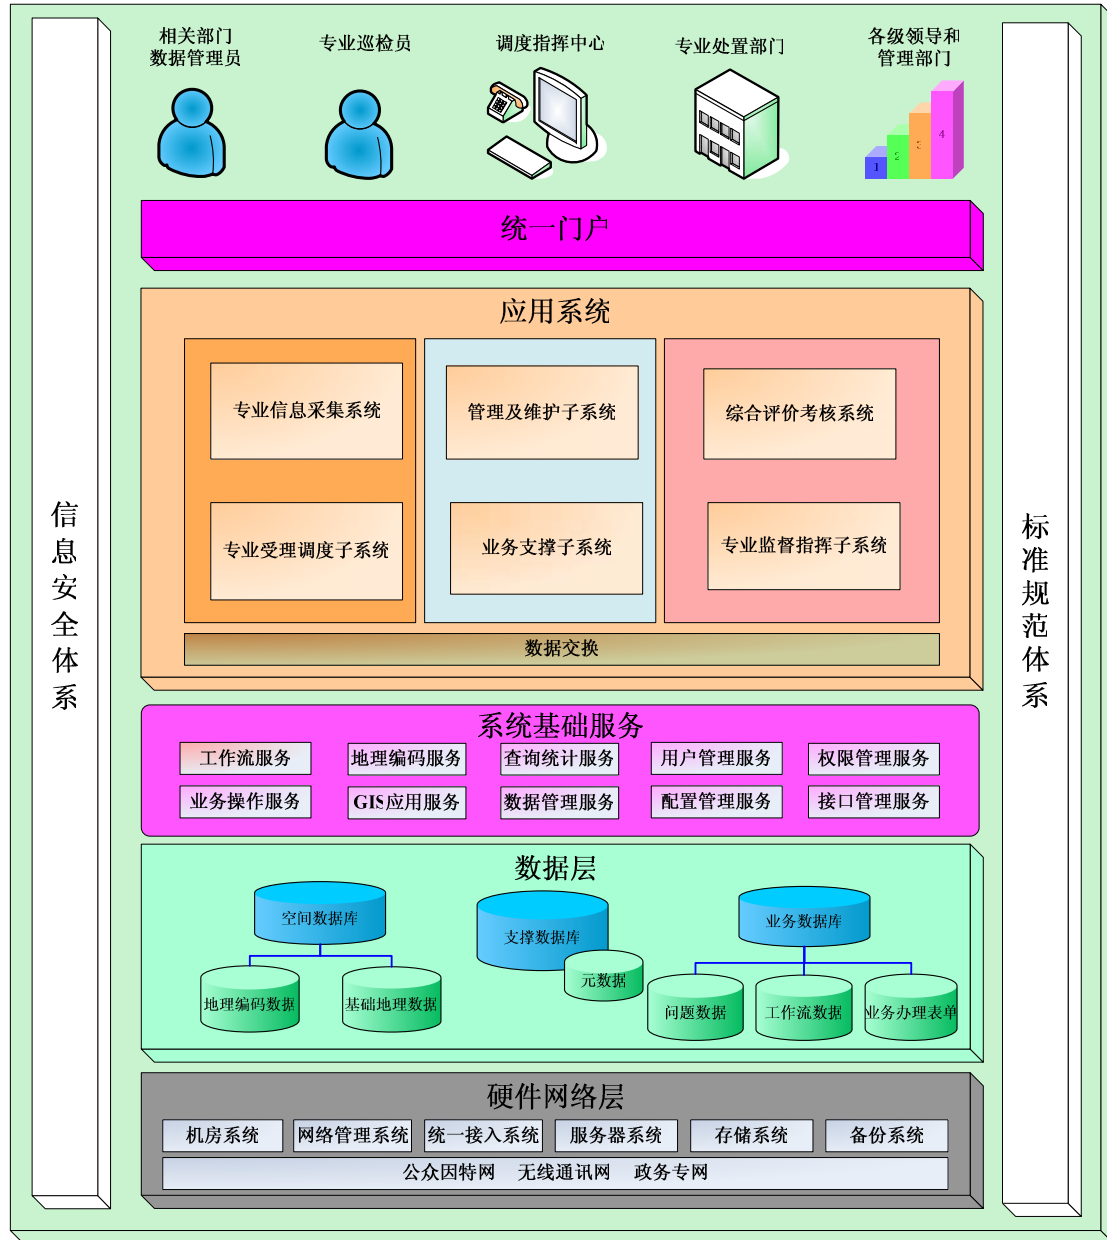 相关部门
数据管理员
专业巡检员
调度指挥中心
专业处置部门
各级领导和
管理部门
1
2
3
4
统一门户
应用系统
专业信息采集系统
管理及维护子系统
综合评价考核系统
专业受理调度子系统
业务支撑子系统
专业监督指挥子系统
数据交换
信息安全体系
标准规范体系
系统基础服务
工作流服务
地理编码服务
查询统计服务
用户管理服务
权限管理服务
业务操作服务
GIS应用服务
数据管理服务
配置管理服务
接口管理服务
数据层
空间数据库
支撑数据库
业务数据库
元数据
地理编码数据
基础地理数据
问题数据
工作流数据
业务办理表单
硬件网络层
机房系统
网络管理系统
统一接入系统
服务器系统
存储系统
备份系统
公众因特网 无线通讯网 政务专网